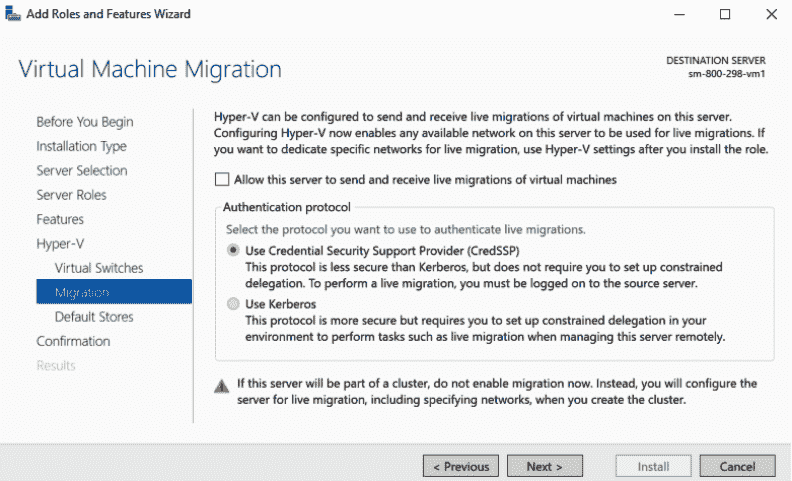 Add Roles and Features Wizard
Virtual Machine Migration
DESTINATION SERVER
sm-800-298-vm1
Before You Begin
Installation Type
Server Selection
Server Roles
Features
Hyper-V
Virtual Switches
Migration
Default Stores
Confirmation
Results
Hyper-V can be configured to send and receive live migrations of virtual machines on this server.
Configuring Hyper-V now enables any available network on this server to be used for live migrations. If
you want to dedicate specific networks for live migration, use Hyper-V settings after you install the role.
Allow this server to send and receive live migrations of virtual machines
Authentication protocol
Select the protocol you want to use to authenticate live migrations.
Use Credential Security Support Provider (CredSSP)
This protocol is less secure than Kerberos, but does not require you to set up constrained
delegation. To perform a live migration, you must be logged on to the source server.
Use Kerberos
This protocol is more secure but requires you to set up constrained delegation in your
environment to perform tasks such as live migration when managing this server remotely.
If this server will be part of a cluster, do not enable migration now. Instead, you will configure the
server for live migration, including specifying networks, when you create the cluster.
< Previous
Next >
Install
Cancel